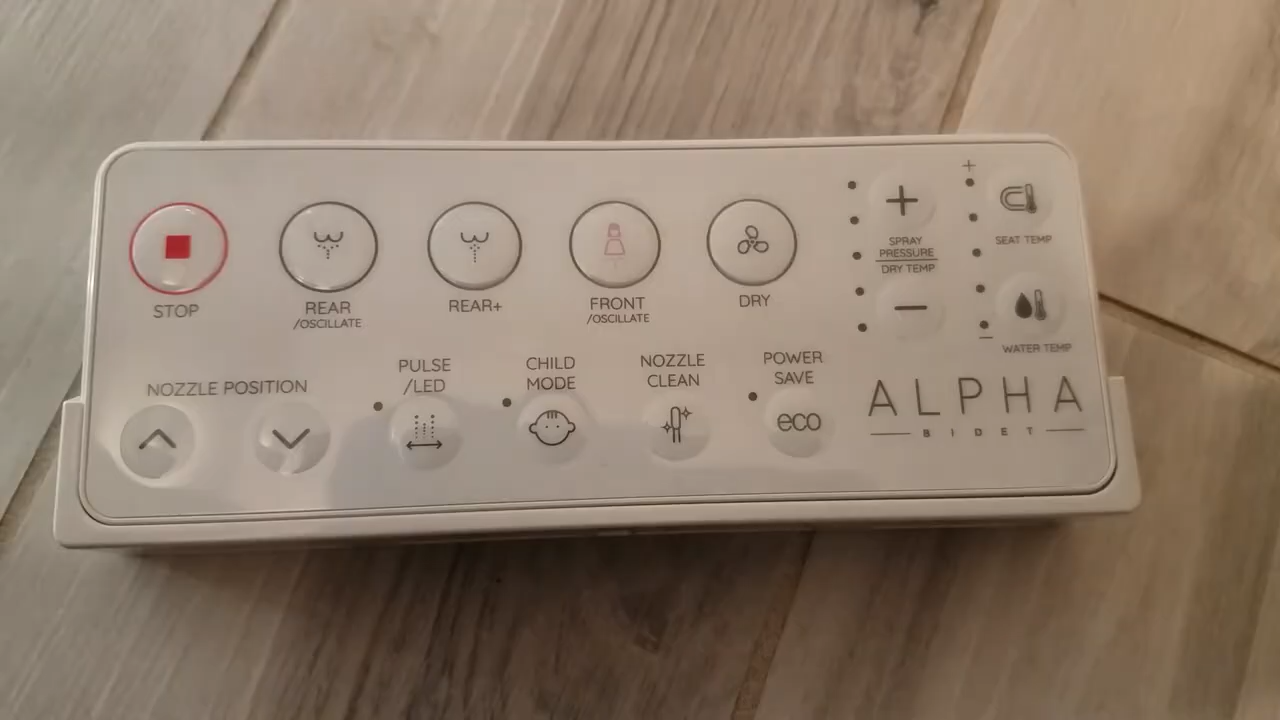 STOP
REAR
/OSCILLATE
REAR+
FRONT
/OSCILLATE
DRY
+
SPRAY
PRESSURE
DRY TEMP
−
+
SEAT TEMP
−
WATER TEMP
NOZZLE POSITION
PULSE
/LED
CHILD
MODE
NOZZLE
CLEAN
POWER
SAVE
eco
ALPHA
BIDET